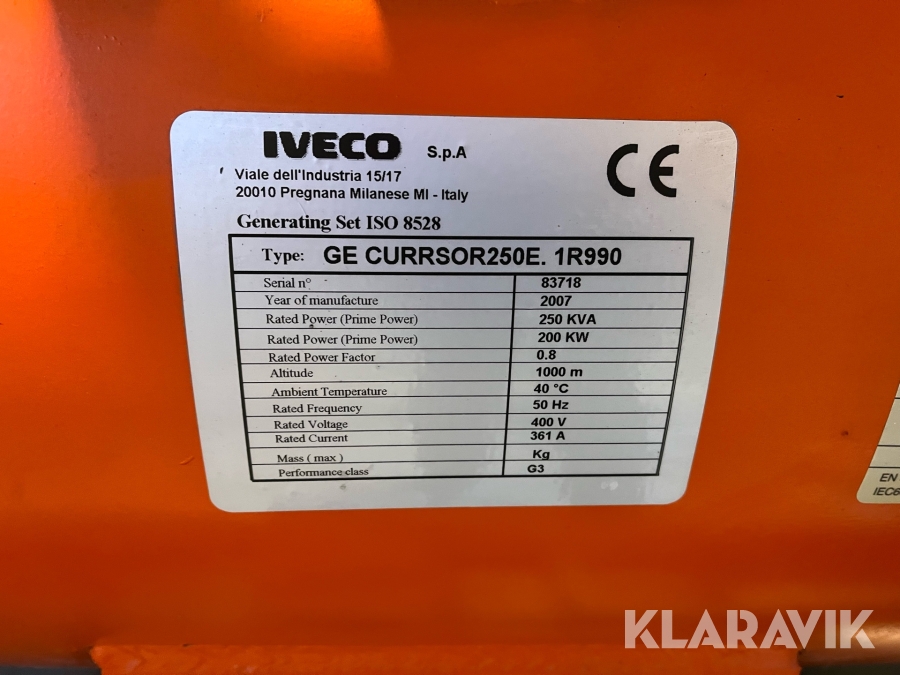 IVECO S.p.A
Viale dell'Industria 15/17
20010 Pregnana Milanese MI - Italy
CE
Generating Set ISO 8528
Type: GE CURRSOR250E. 1R990
Serial n° 83718
Year of manufacture 2007
Rated Power (Prime Power) 250 KVA
Rated Power (Prime Power) 200 KW
Rated Power Factor 0.8
Altitude 1000 m
Ambient Temperature 40 °C
Rated Frequency 50 Hz
Rated Voltage 400 V
Rated Current 361 A
Mass ( max ) Kg
Performance class G3
EN
IEC6
KLARAVIK